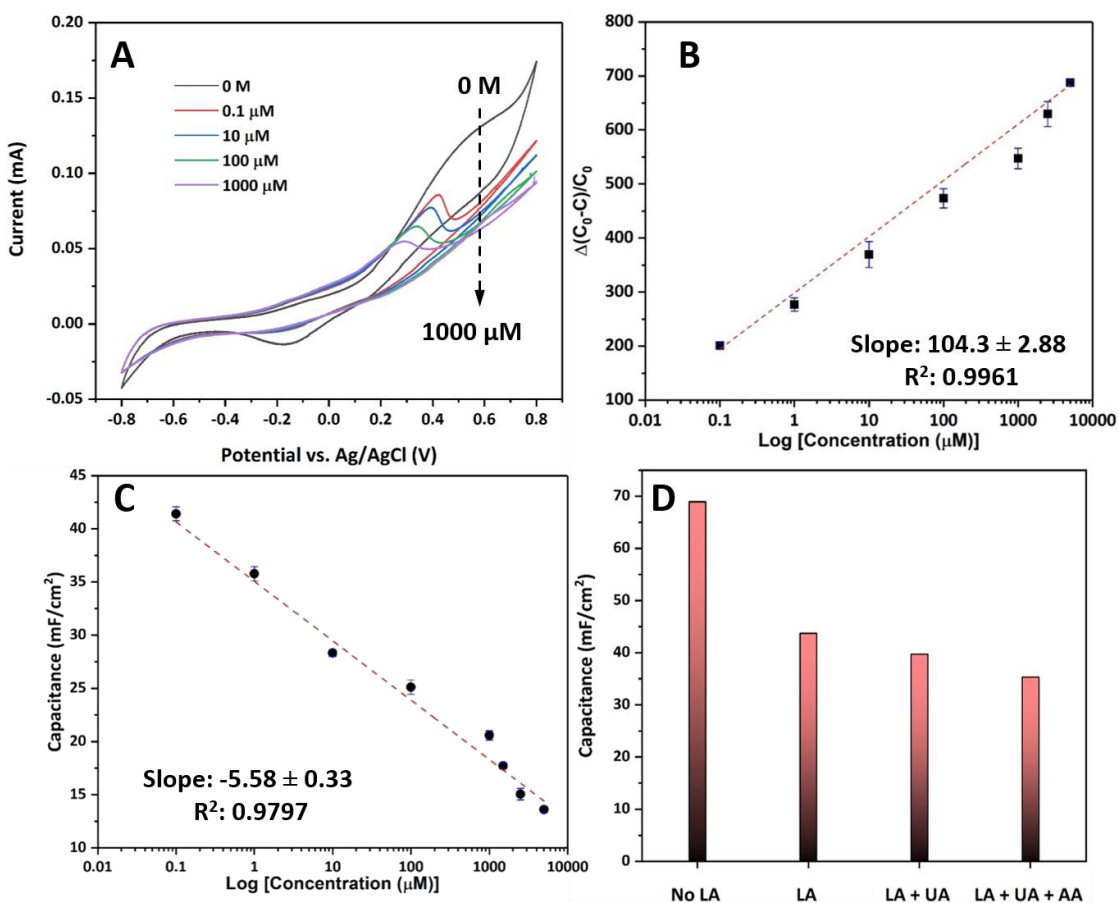 A
0 M
0.1 μM
10 μM
100 μM
1000 μM
0 M
1000 μM
0.20
0.15
0.10
0.05
0.00
-0.05
Current (mA)
-0.8 -0.6 -0.4 -0.2 0.0 0.2 0.4 0.6 0.8
Potential vs. Ag/AgCl (V)
B
800
700
600
500
400
300
200
100
Δ(C₀-C)/C₀
Slope: 104.3 ± 2.88
R²: 0.9961
0.01 0.1 1 10 100 1000 10000
Log [Concentration (μM)]
C
45
40
35
30
25
20
15
10
Capacitance (mF/cm²)
Slope: -5.58 ± 0.33
R²: 0.9797
0.01 0.1 1 10 100 1000 10000
Log [Concentration (μM)]
D
70
60
50
40
30
20
10
0
Capacitance (mF/cm²)
No LA LA LA + UA LA + UA + AA